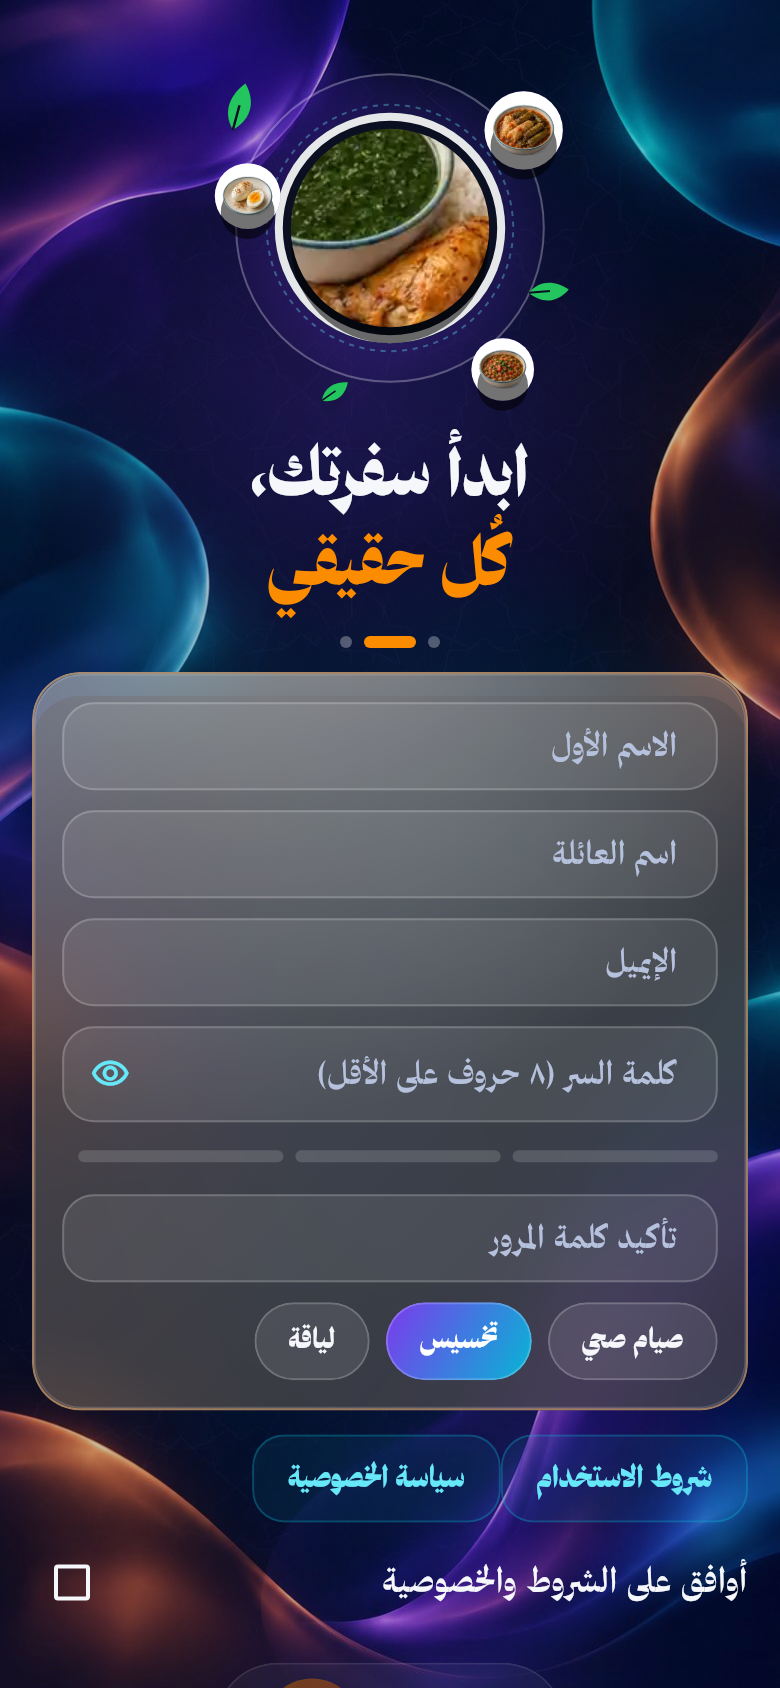 ابدأ سفرتك،
كُل حقيقي
الاسم الأول
اسم العائلة
الإيميل
كلمة السر (٨ حروف على الأقل)
تأكيد كلمة المرور
صيام صحي تخسيس لياقة
شروط الاستخدام سياسة الخصوصية
أوافق على الشروط والخصوصية